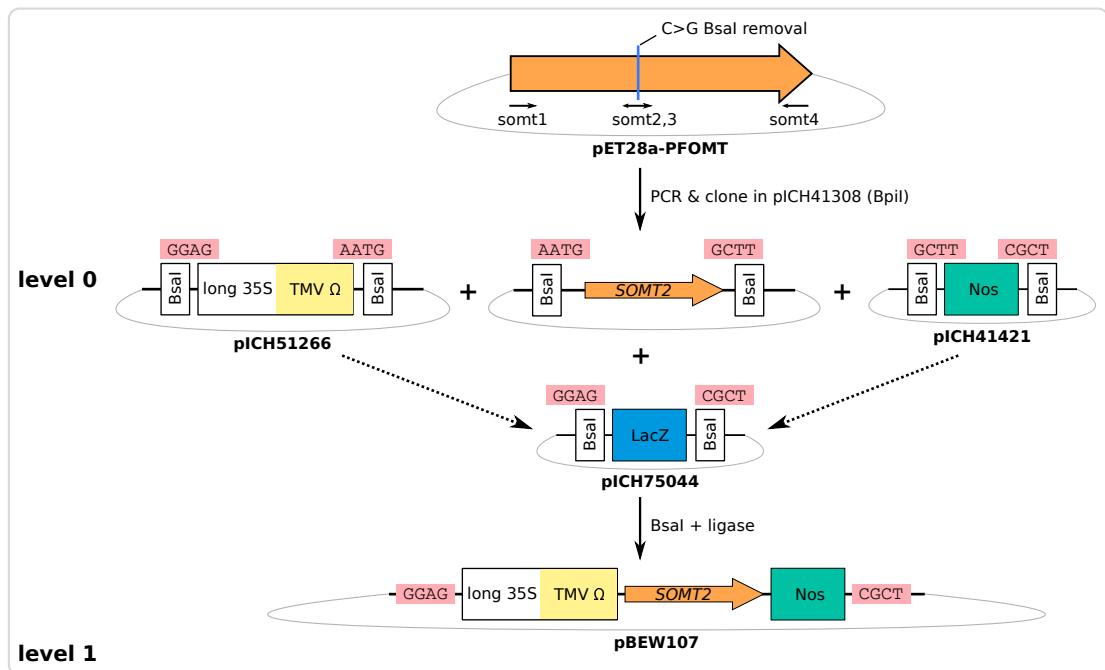 C>G BsaI removal
somt1
somt2,3
somt4
pET28a-PFOMT
PCR & clone in pICH41308 (BpiI)
level 0
GGAG
AATG
BsaI
long 35S
TMV Ω
BsaI
pICH51266
+
AATG
GCTT
BsaI
SOMT2
BsaI
+
GCTT
CGCT
BsaI
Nos
BsaI
pICH41421
+
GGAG
CGCT
BsaI
LacZ
BsaI
pICH75044
BsaI + ligase
GGAG
long 35S
TMV Ω
SOMT2
Nos
CGCT
pBEW107
level 1